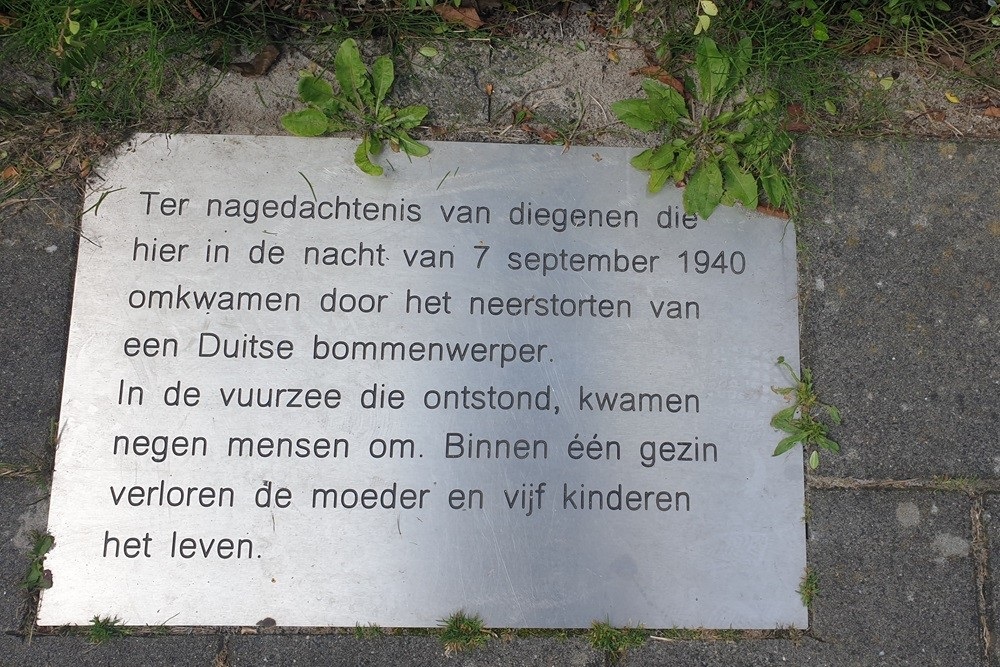 Ter nagedachtenis van diegenen die
hier in de nacht van 7 september 1940
omkwamen door het neerstorten van
een Duitse bommenwerper.
In de vuurzee die ontstond, kwamen
negen mensen om. Binnen één gezin
verloren de moeder en vijf kinderen
het leven.